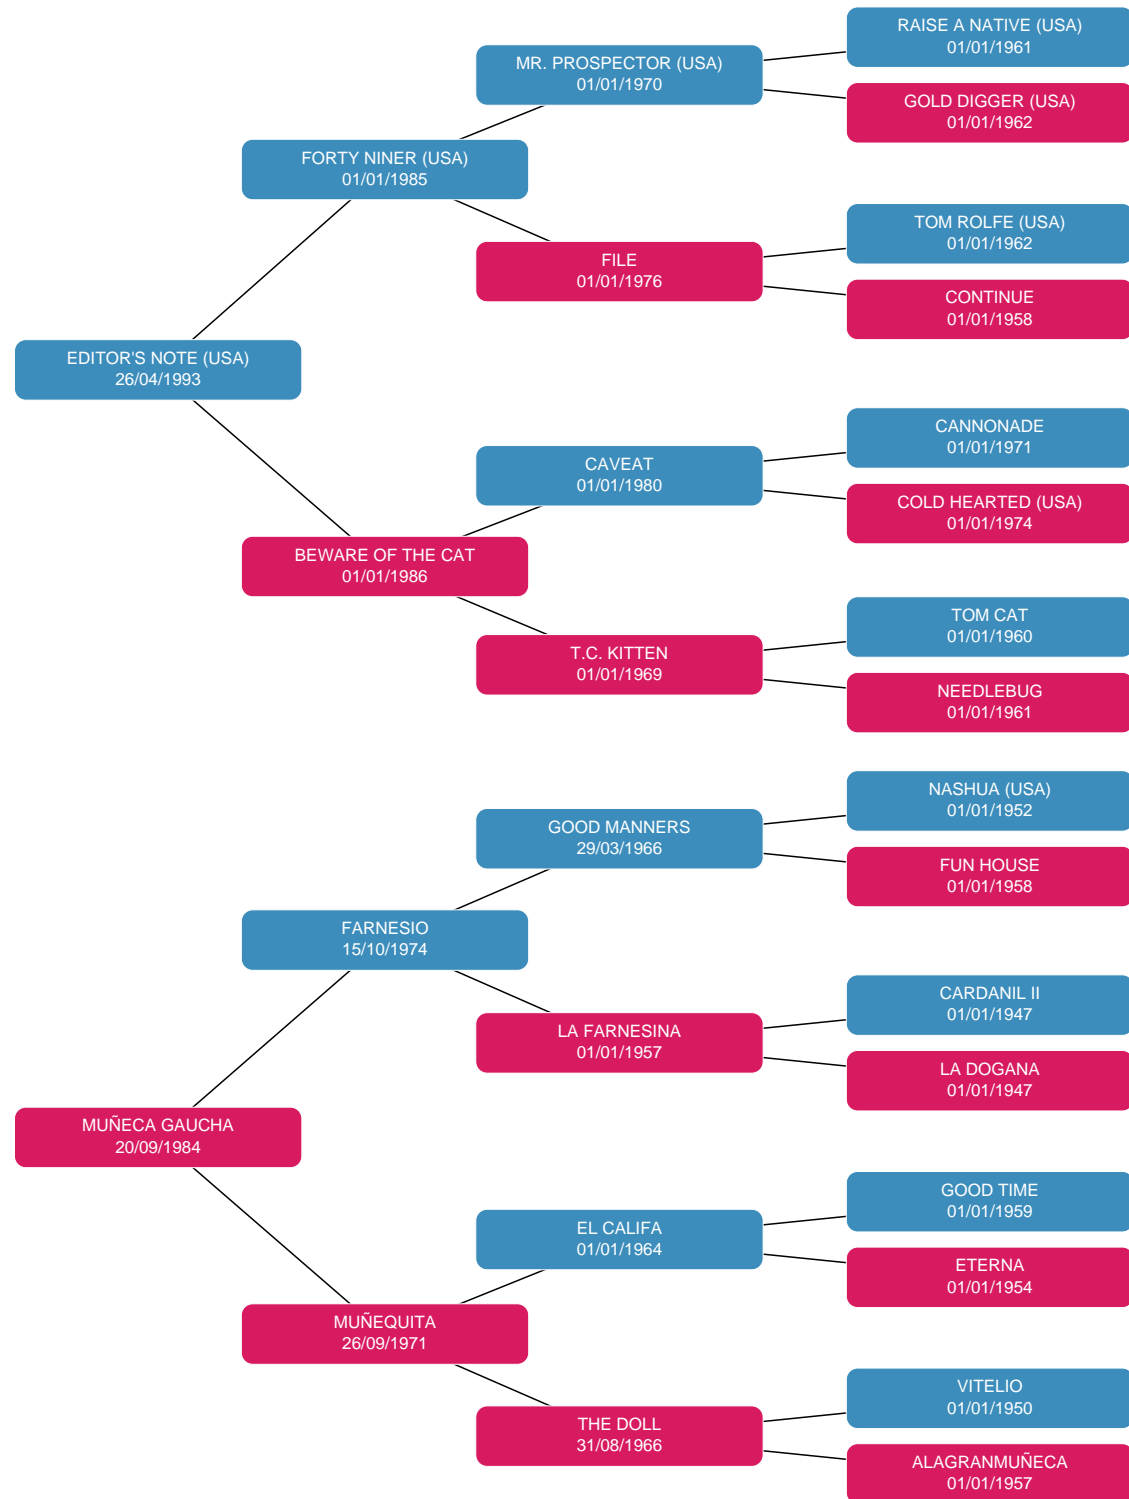 RAISE A NATIVE (USA)
01/01/1961
MR. PROSPECTOR (USA)
01/01/1970
GOLD DIGGER (USA)
01/01/1962
FORTY NINER (USA)
01/01/1985
TOM ROLFE (USA)
01/01/1962
FILE
01/01/1976
CONTINUE
01/01/1958
EDITOR'S NOTE (USA)
26/04/1993
CANNONADE
01/01/1971
CAVEAT
01/01/1980
COLD HEARTED (USA)
01/01/1974
BEWARE OF THE CAT
01/01/1986
TOM CAT
01/01/1960
T.C. KITTEN
01/01/1969
NEEDLEBUG
01/01/1961
NASHUA (USA)
01/01/1952
GOOD MANNERS
29/03/1966
FUN HOUSE
01/01/1958
FARNESIO
15/10/1974
CARDANIL II
01/01/1947
LA FARNESINA
01/01/1957
LA DOGANA
01/01/1947
MUÑECA GAUCHA
20/09/1984
GOOD TIME
01/01/1959
EL CALIFA
01/01/1964
ETERNA
01/01/1954
MUÑEQUITA
26/09/1971
VITELIO
01/01/1950
THE DOLL
31/08/1966
ALAGRANMUÑECA
01/01/1957